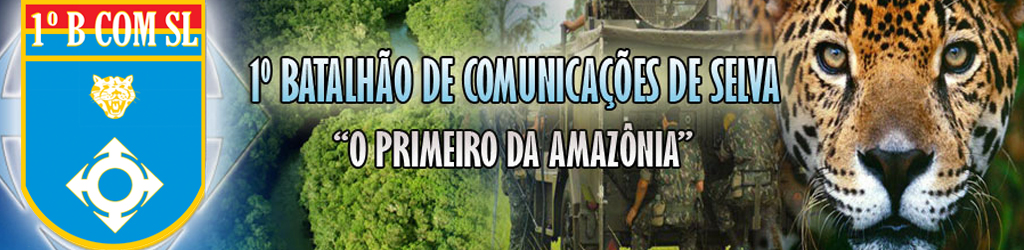 1º B COM SL
1º BATALHÃO DE COMUNICAÇÕES DE SELVA
“O PRIMEIRO DA AMAZÔNIA”